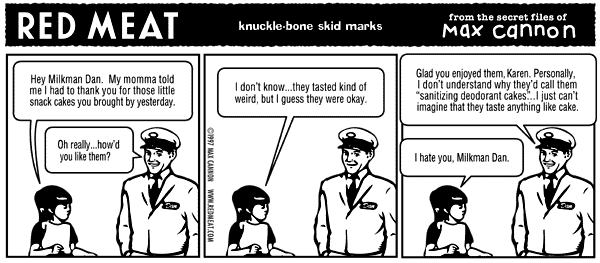 RED MEAT
knuckle-bone skid marks
from the secret files of
Max cannon
Hey Milkman Dan. My momma told
me I had to thank you for those little
snack cakes you brought by yesterday.
Oh really...how'd
you like them?
I don't know...they tasted kind of
weird, but I guess they were okay.
©1997 MAX CANNON WWW.REDMEAT.COM
Glad you enjoyed them, Karen. Personally,
I don't understand why they'd call them
"sanitizing deodorant cakes"...I just can't
imagine that they taste anything like cake.
I hate you, Milkman Dan.